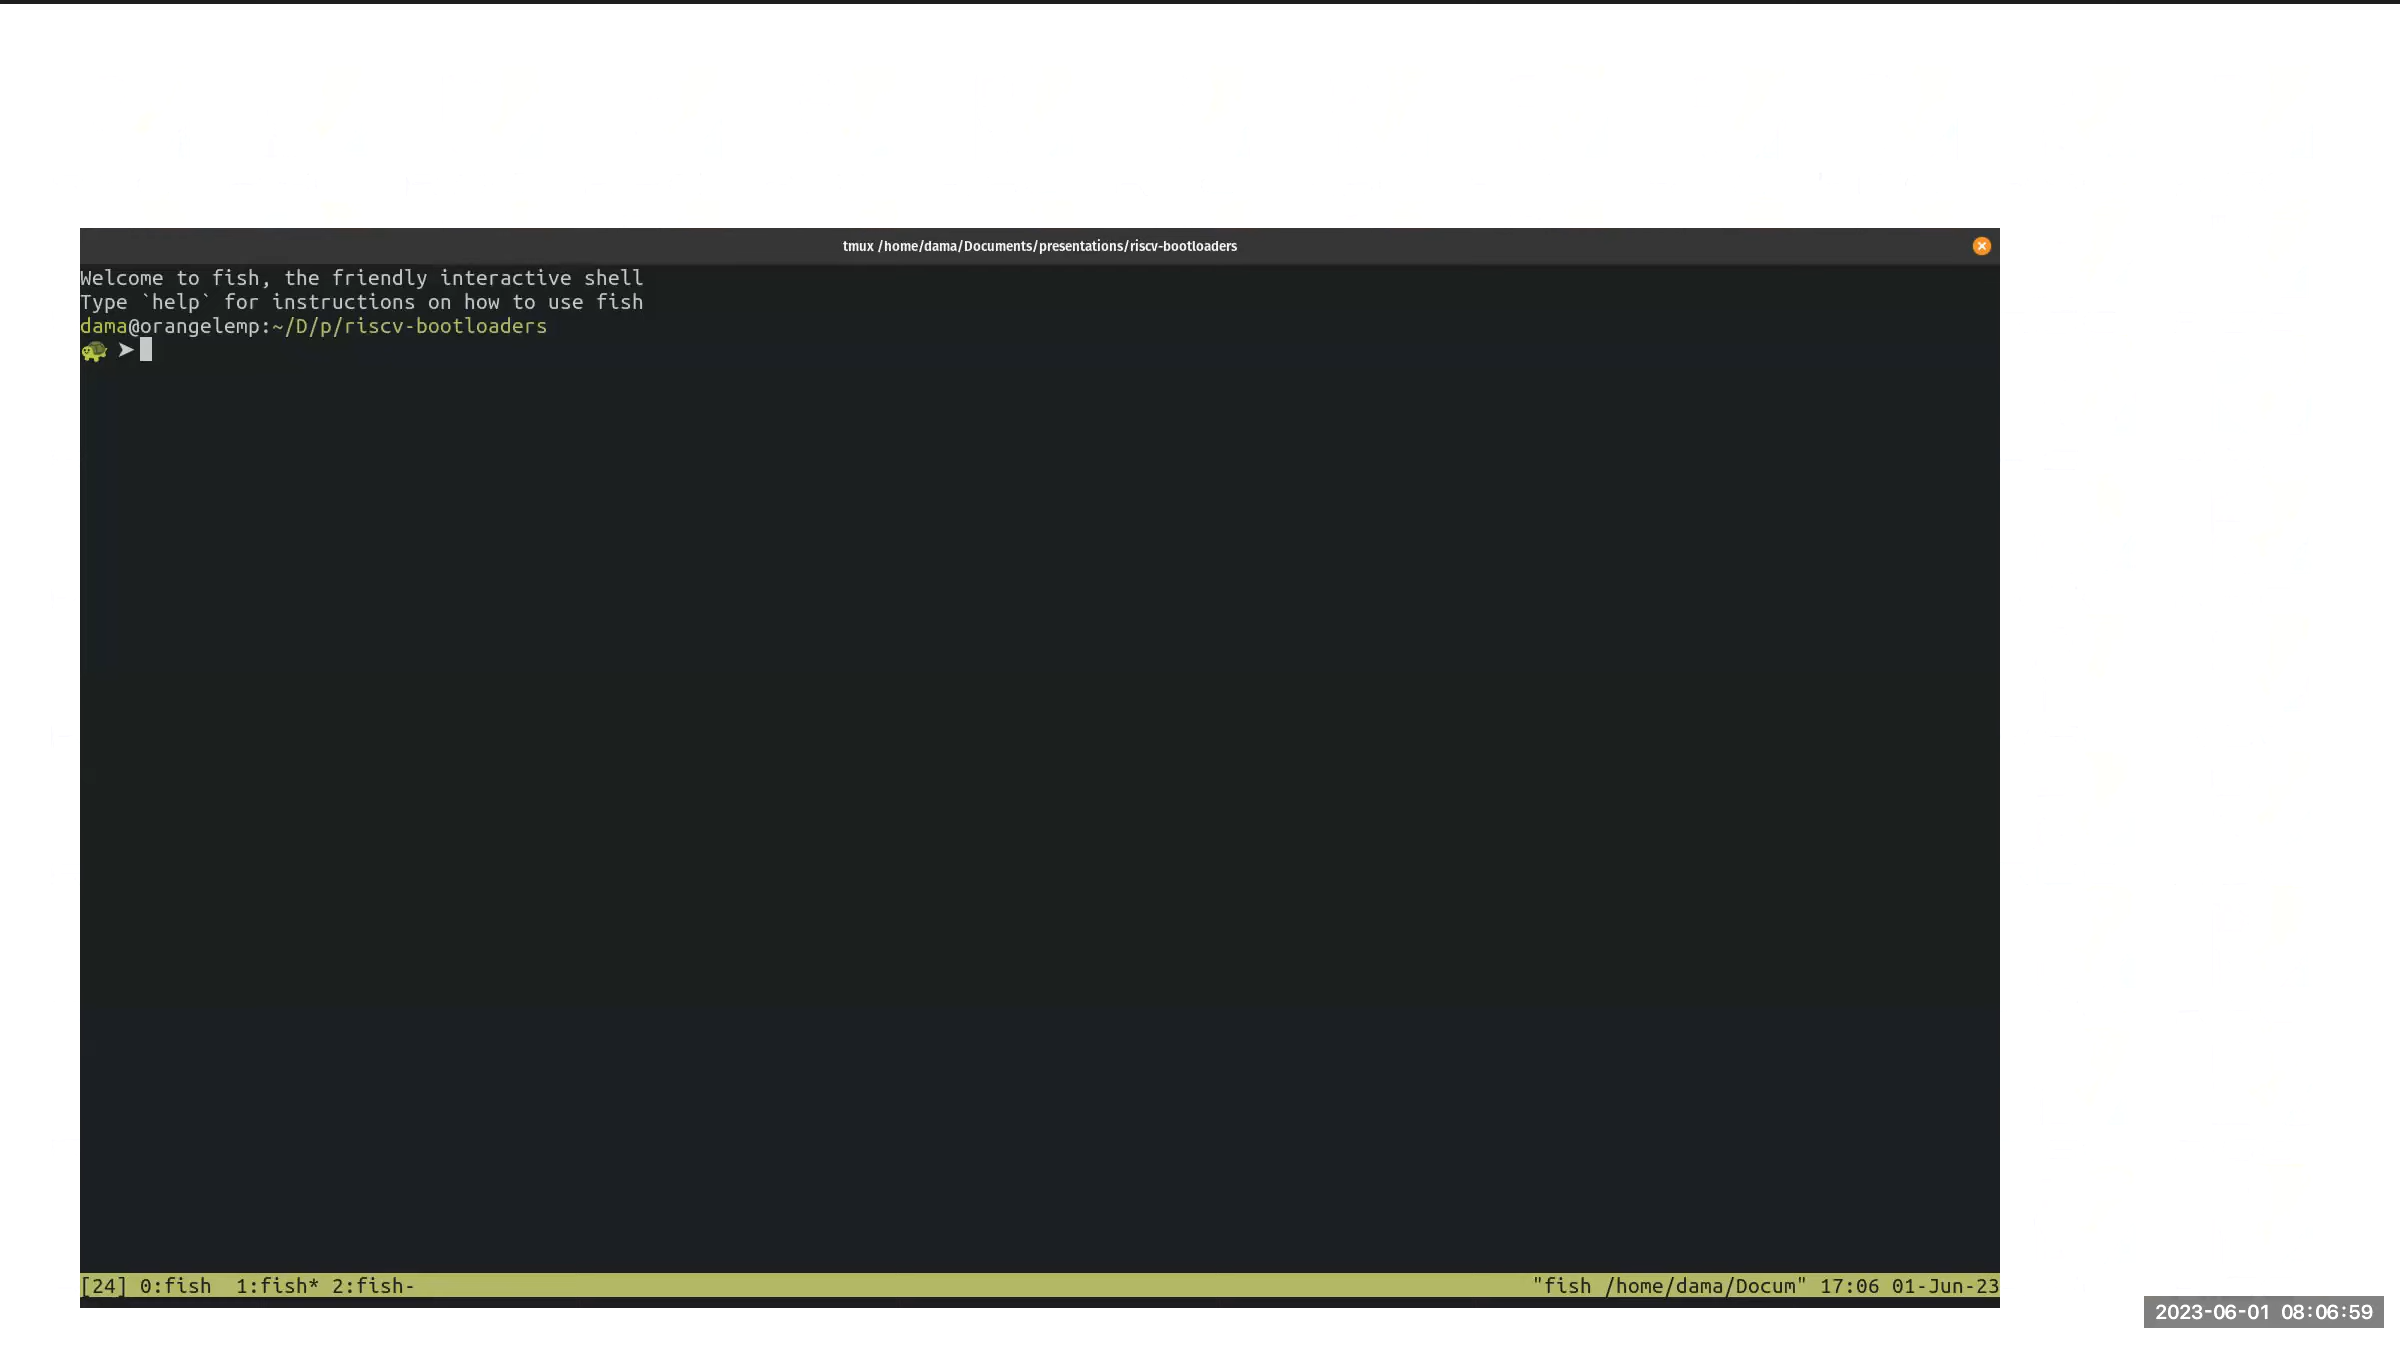 tmux /home/dama/Documents/presentations/riscv-bootloaders
Welcome to fish, the friendly interactive shell
Type `help` for instructions on how to use fish
dama@orangelemp:~/D/p/riscv-bootloaders
🐢 ➤
[24] 0:fish  1:fish* 2:fish- "fish /home/dama/Docum" 17:06 01-Jun-23
2023-06-01 08:06:59